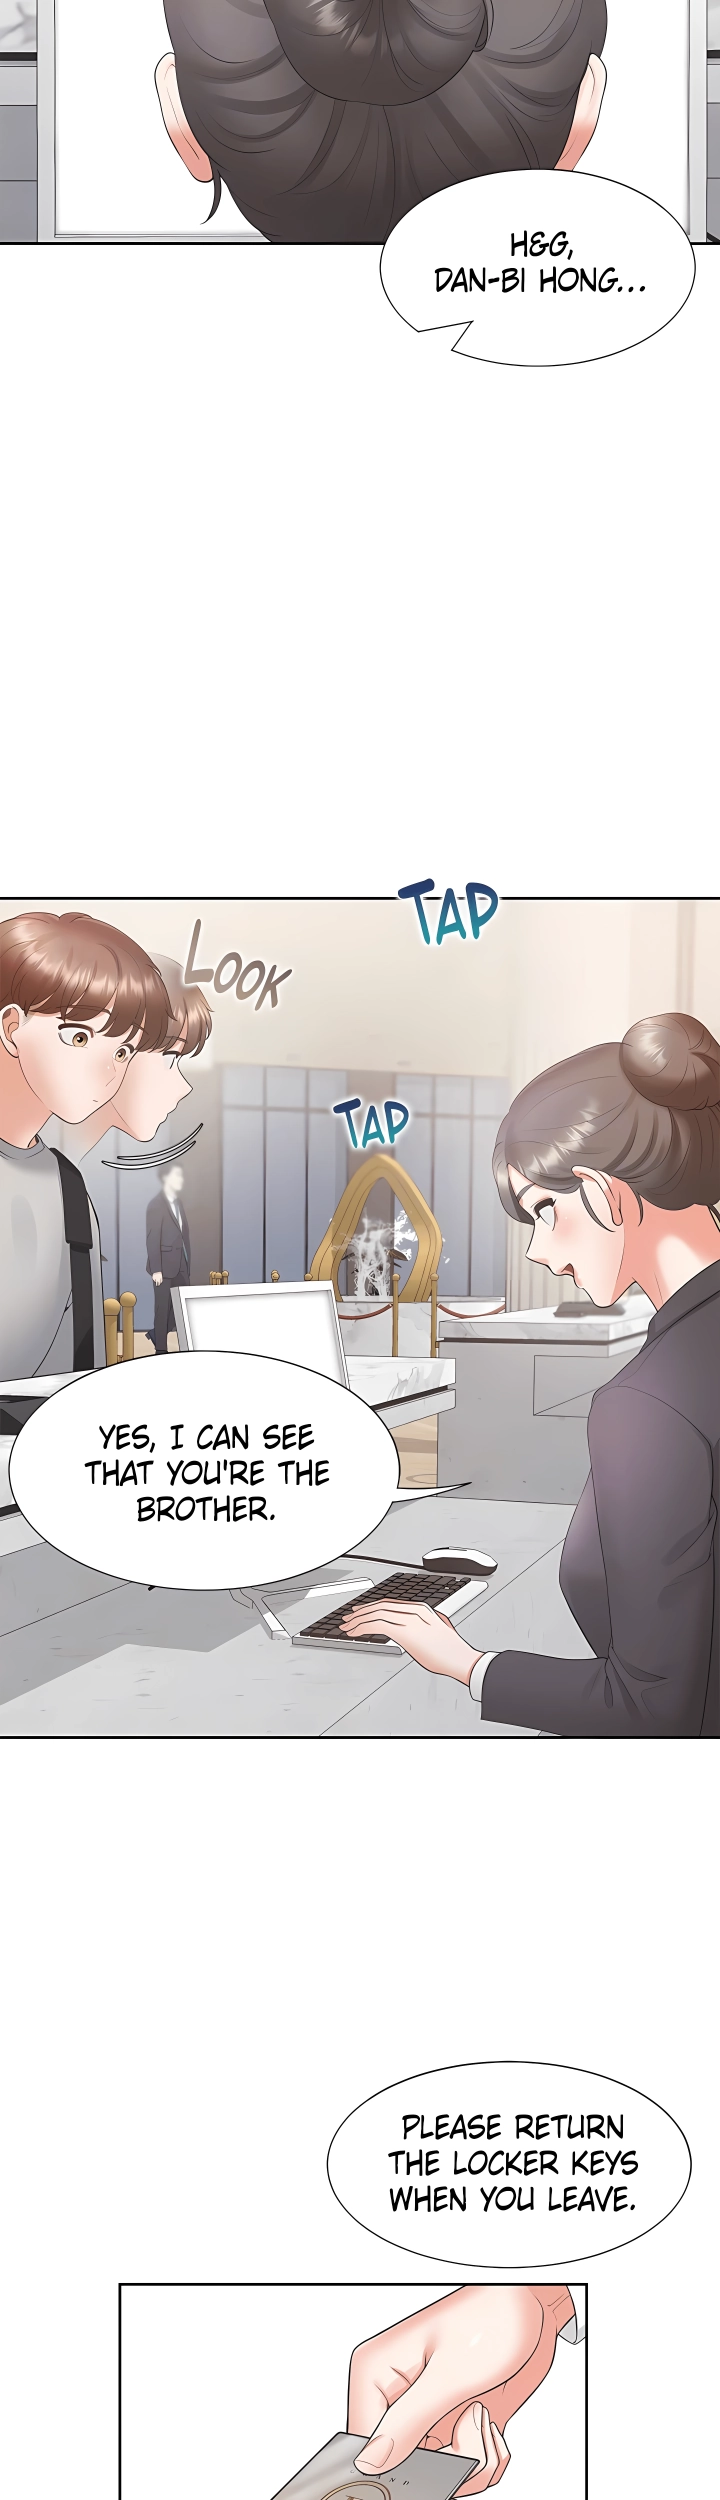 H&G,
DAN-BI HONG...
TAP
LOOK
TAP
YES, I CAN SEE
THAT YOU'RE THE
BROTHER.
PLEASE RETURN
THE LOCKER KEYS
WHEN YOU LEAVE.